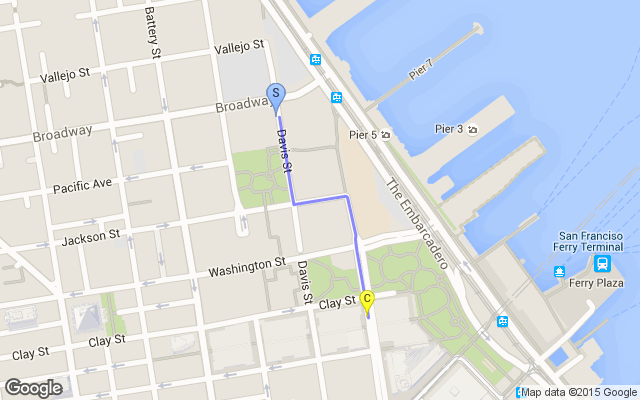 Battery St
Vallejo St
Vallejo St
Pier 7
S
Broadway
Broadway
Davis St
Pier 5
Pier 3
Pacific Ave
The Embarcadero
Jackson St
San Franciso
Ferry Terminal
Washington St
Ferry Plaza
Davis St
Clay St
C
Clay St
Clay St
Google
Google
Map data ©2015 Google